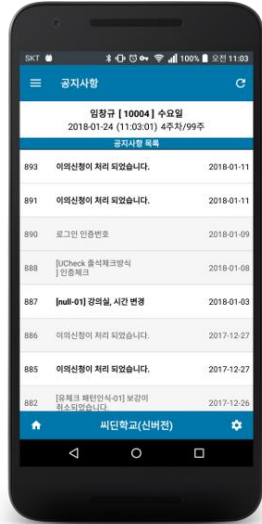 SKT 100% 오전 11:03
공지사항
임창규 [ 10004 ] 수요일
2018-01-24 (11:03:01) 4주차/99주
공지사항 목록
893 이의신청이 처리 되었습니다. 2018-01-11
891 이의신청이 처리 되었습니다. 2018-01-11
890 로그인 인증번호 2018-01-09
888 [UCheck 출석체크방식
] 인증체크 2018-01-08
887 [null-01] 강의실, 시간 변경 2018-01-03
886 이의신청이 처리 되었습니다. 2017-12-27
885 이의신청이 처리 되었습니다. 2017-12-27
882 [유체크 패턴인식-01] 보강이
취소되었습니다. 2017-12-26
씨딘학교(신버전)